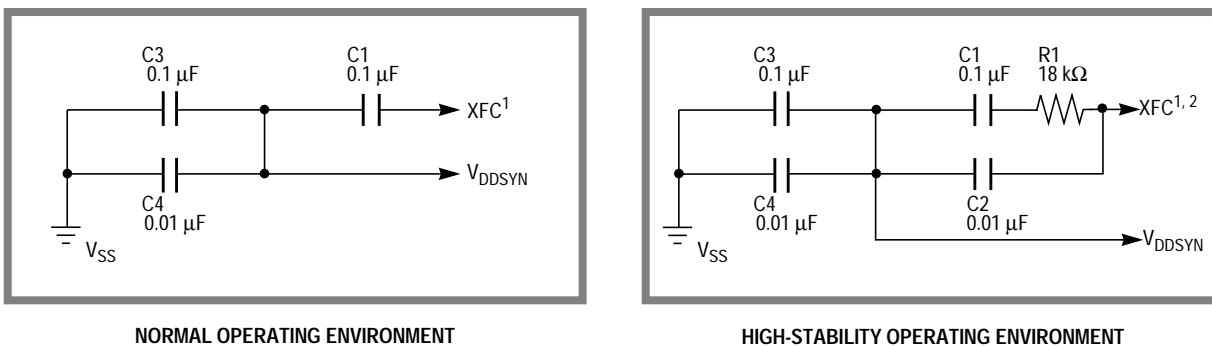 C3
0.1 µF
C1
0.1 µF
XFC1
VDDSYN
C4
0.01 µF
VSS
NORMAL OPERATING ENVIRONMENT
C3
0.1 µF
C1
0.1 µF
R1
18 kΩ
XFC1, 2
C4
0.01 µF
C2
0.01 µF
VDDSYN
VSS
HIGH-STABILITY OPERATING ENVIRONMENT